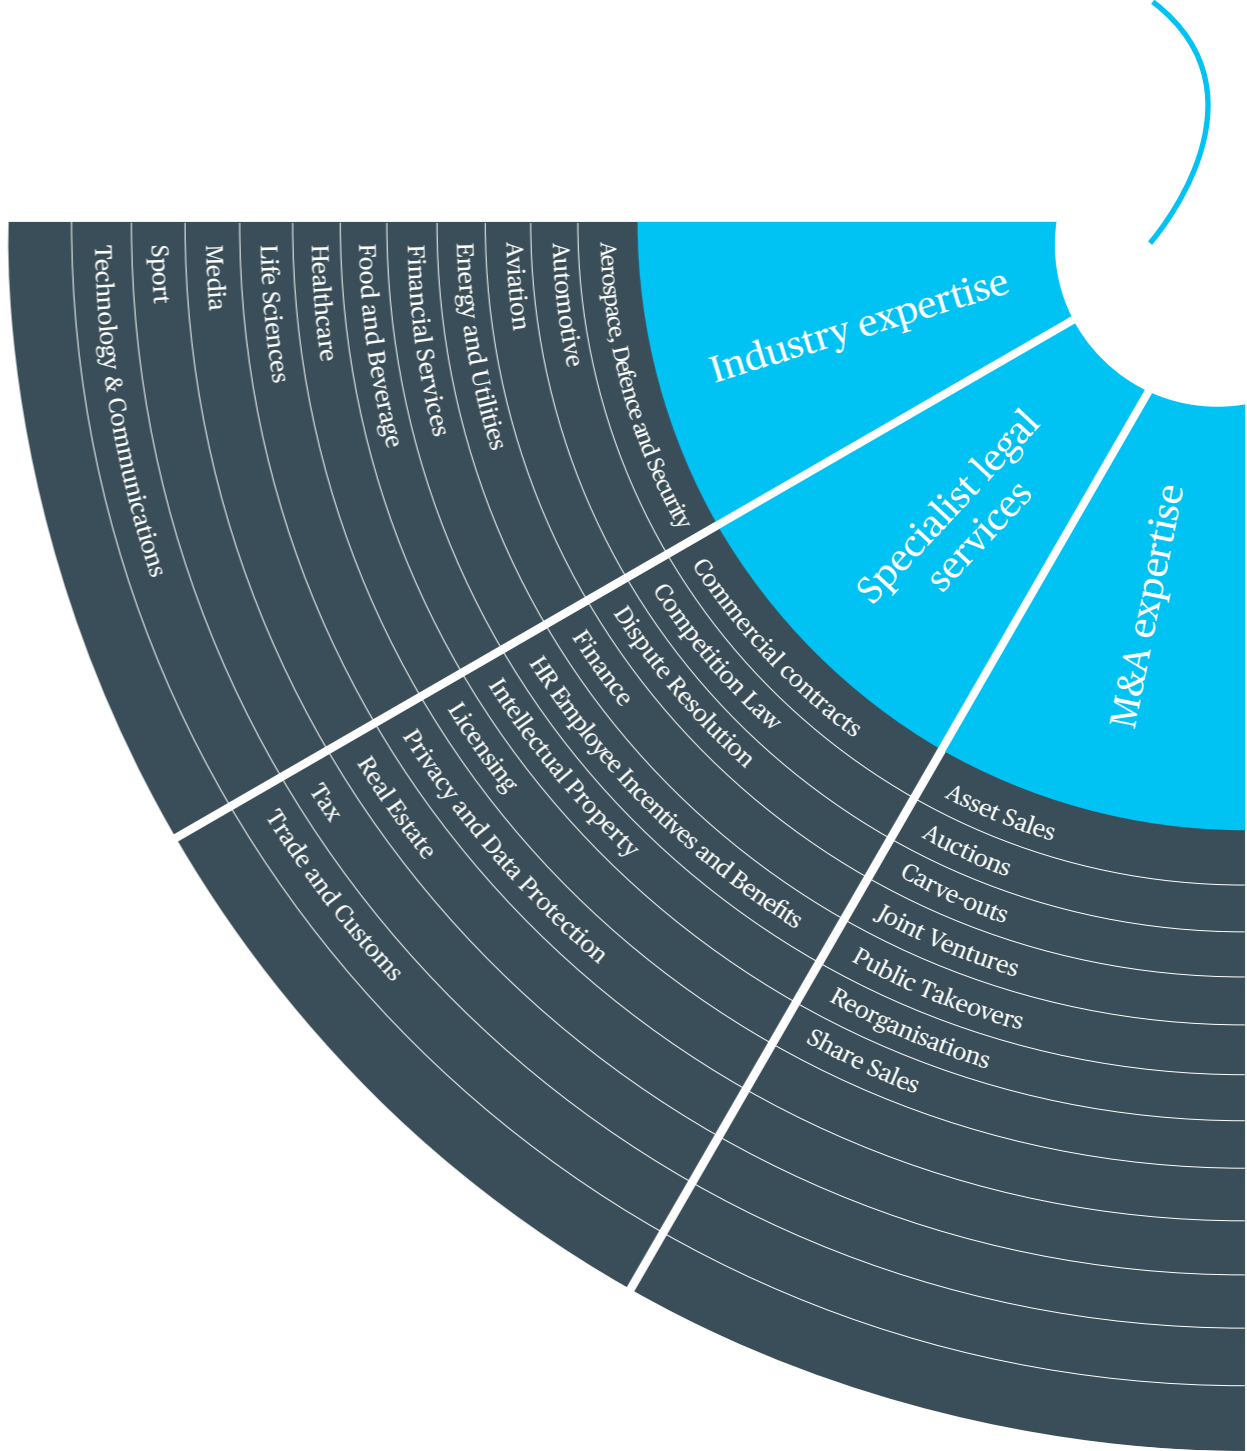 Industry expertise
Aerospace, Defence and Security
Automotive
Aviation
Energy and Utilities
Financial Services
Food and Beverage
Healthcare
Life Sciences
Media
Sport
Technology & Communications
Specialist legal
services
Commercial contracts
Competition Law
Dispute Resolution
Finance
HR Employee Incentives and Benefits
Intellectual Property
Licensing
Privacy and Data Protection
Real Estate
Tax
Trade and Customs
M&A expertise
Asset Sales
Auctions
Carve-outs
Joint Ventures
Public Takeovers
Reorganisations
Share Sales